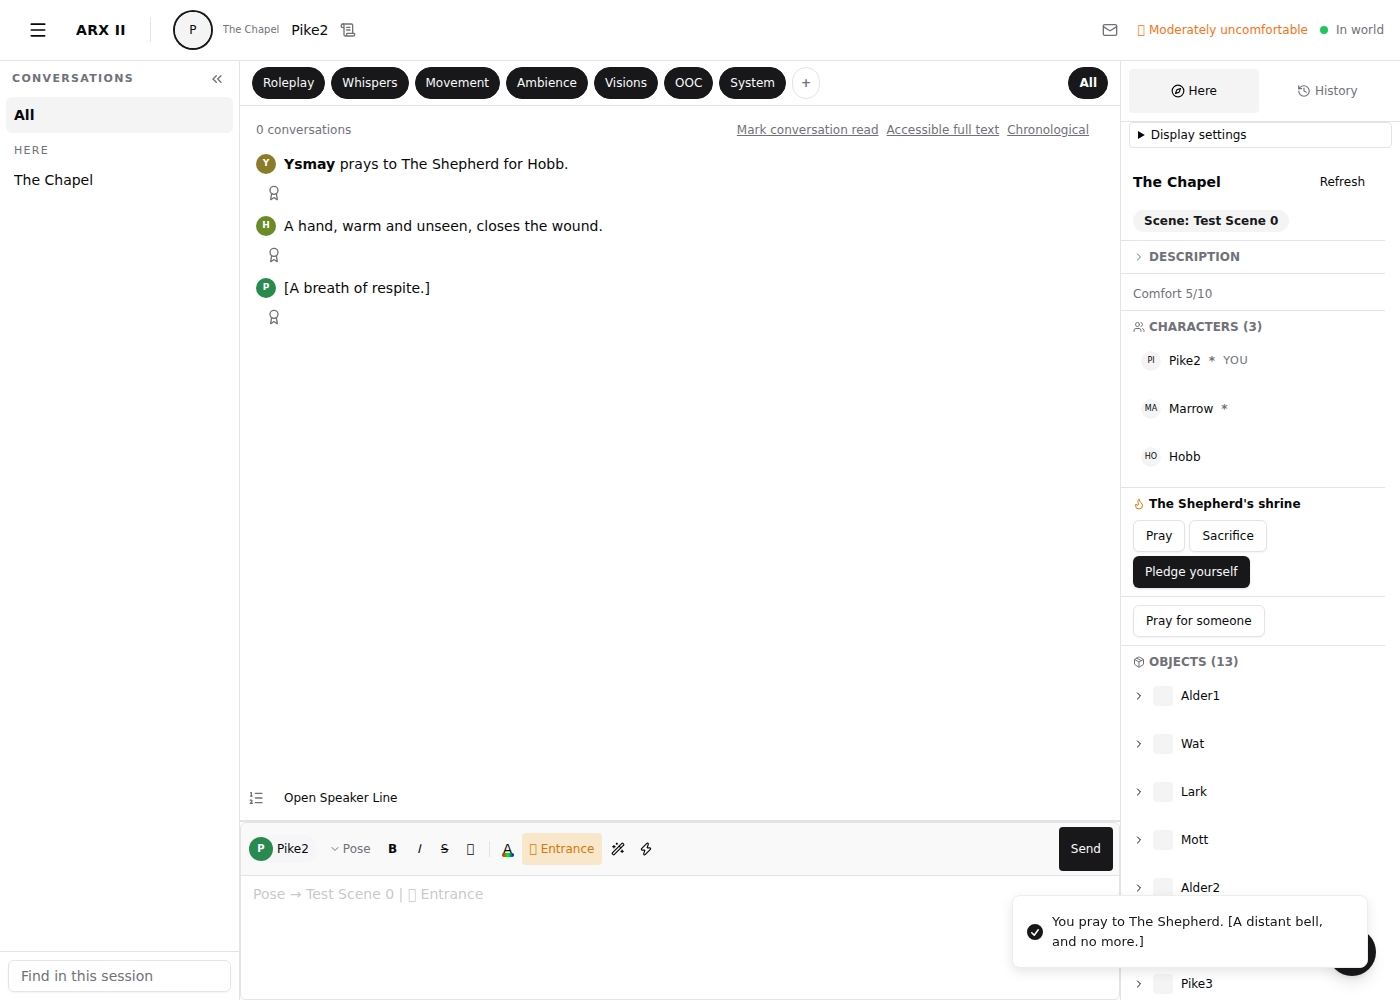 ARX II
P
The Chapel
Pike2
Moderately uncomfortable
In world
CONVERSATIONS
All
HERE
The Chapel
Find in this session
Roleplay
Whispers
Movement
Ambience
Visions
OOC
System
+
All
0 conversations
Mark conversation read
Accessible full text
Chronological
Y
Ysmay prays to The Shepherd for Hobb.
H
A hand, warm and unseen, closes the wound.
P
[A breath of respite.]
Open Speaker Line
P
Pike2
Pose
B
I
S
A
Entrance
Send
Pose → Test Scene 0 | Entrance
Here
History
Display settings
The Chapel
Refresh
Scene: Test Scene 0
DESCRIPTION
Comfort 5/10
CHARACTERS (3)
PI
Pike2 * YOU
MA
Marrow *
HO
Hobb
The Shepherd's shrine
Pray
Sacrifice
Pledge yourself
Pray for someone
OBJECTS (13)
Alder1
Wat
Lark
Mott
Alder2
You pray to The Shepherd. [A distant bell,
and no more.]
Pike3